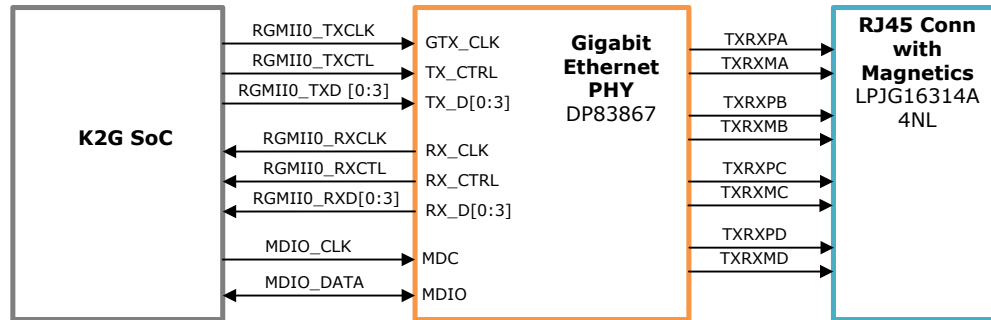 K2G SoC
RGMII0_TXCLK
RGMII0_TXCTL
RGMII0_TXD [0:3]
RGMII0_RXCLK
RGMII0_RXCTL
RGMII0_RXD[0:3]
MDIO_CLK
MDIO_DATA
GTX_CLK
TX_CTRL
TX_D[0:3]
RX_CLK
RX_CTRL
RX_D[0:3]
MDC
MDIO
Gigabit
Ethernet
PHY
DP83867
TXRXPA
TXRXMA
TXRXPB
TXRXMB
TXRXPC
TXRXMC
TXRXPD
TXRXMD
RJ45 Conn
with
Magnetics
LPJG16314A
4NL